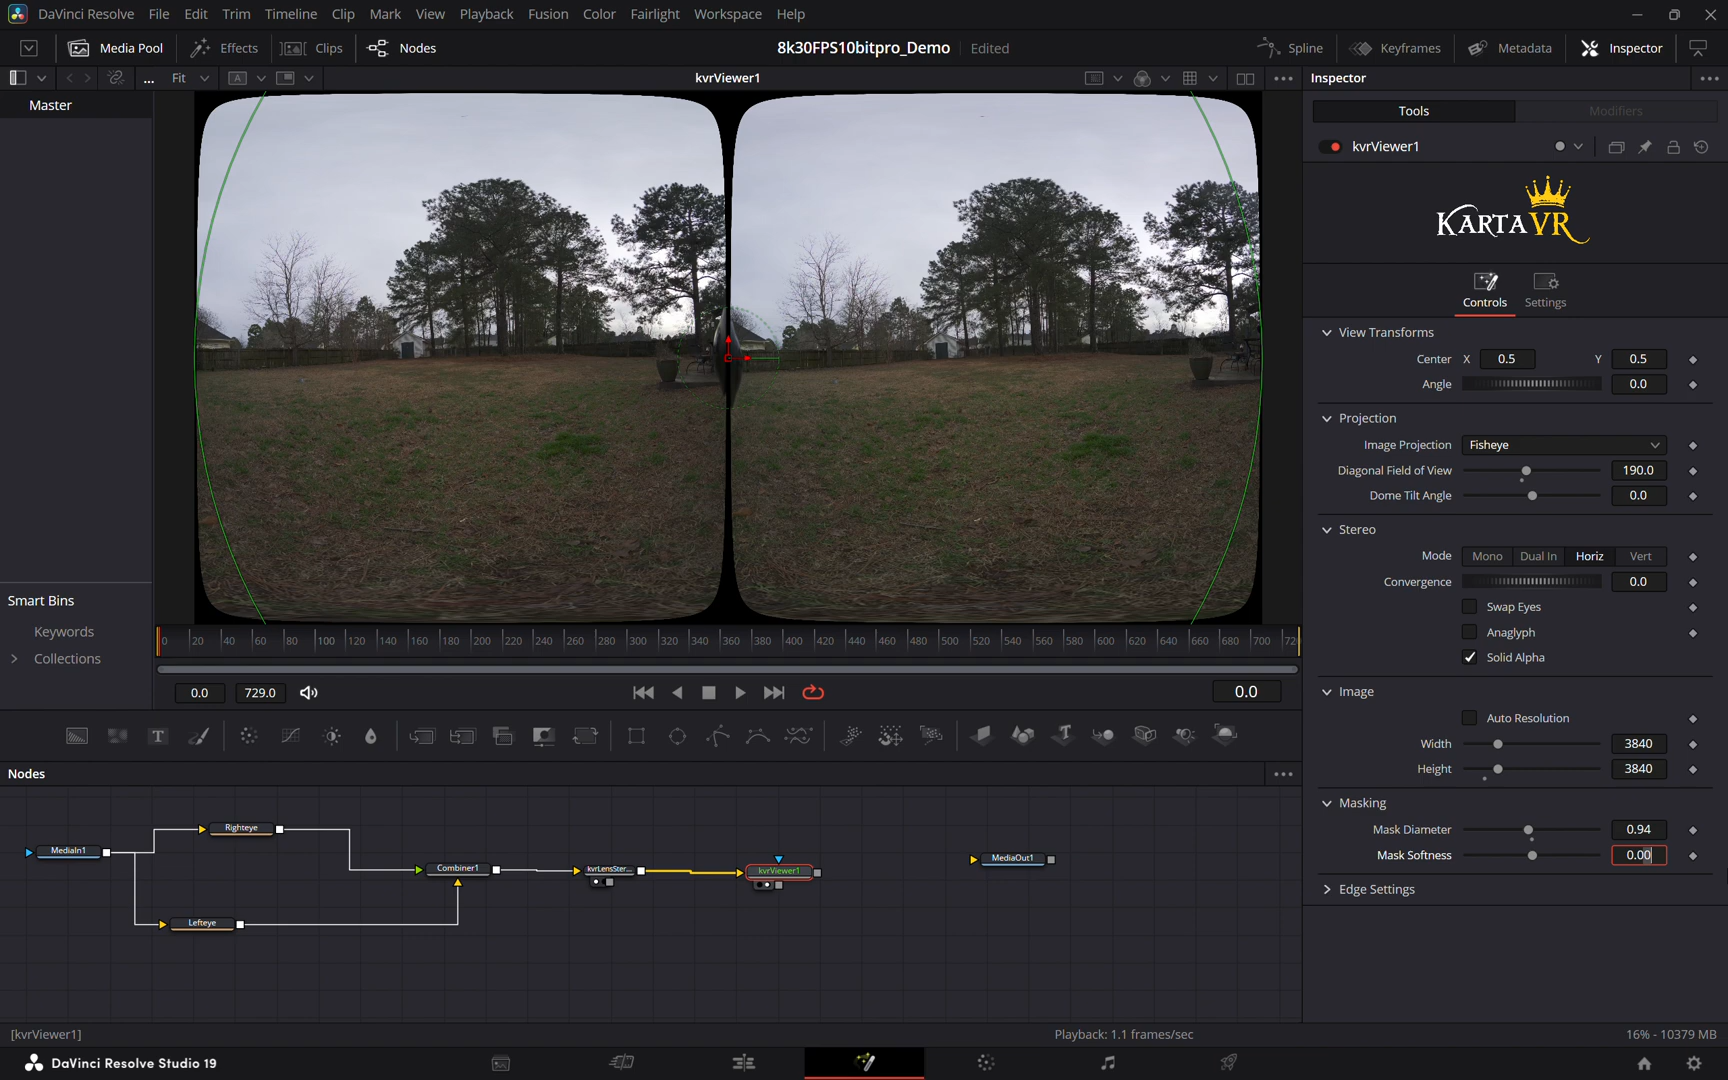 DaVinci Resolve File Edit Trim Timeline Clip Mark View Playback Fusion Color Fairlight Workspace Help
Media Pool Effects Clips Nodes 8k30FPS10bitpro_Demo Edited Spline Keyframes Metadata Inspector
... Fit A kvrViewer1 Inspector
Master
Tools Modifiers
kvrViewer1
KARTAVR
Controls Settings
View Transforms
Center X 0.5 Y 0.5
Angle 0.0
Projection
Image Projection Fisheye
Diagonal Field of View 190.0
Dome Tilt Angle 0.0
Stereo
Mode Mono Dual In Horiz Vert
Convergence 0.0
Swap Eyes
Anaglyph
Solid Alpha
Image
Auto Resolution
Width 3840
Height 3840
Masking
Mask Diameter 0.94
Mask Softness 0.00
Edge Settings
Smart Bins
Keywords
Collections
0 20 40 60 80 100 120 140 160 180 200 220 240 260 280 300 320 340 360 380 400 420 440 460 480 500 520 540 560 580 600 620 640 660 680 700 72
0.0 729.0 0.0
T T
Nodes
Righteye
MediaIn1
Combiner1
kvrLensSter...
kvrViewer1
MediaOut1
Lefteye
[kvrViewer1] Playback: 1.1 frames/sec 16% - 10379 MB
DaVinci Resolve Studio 19